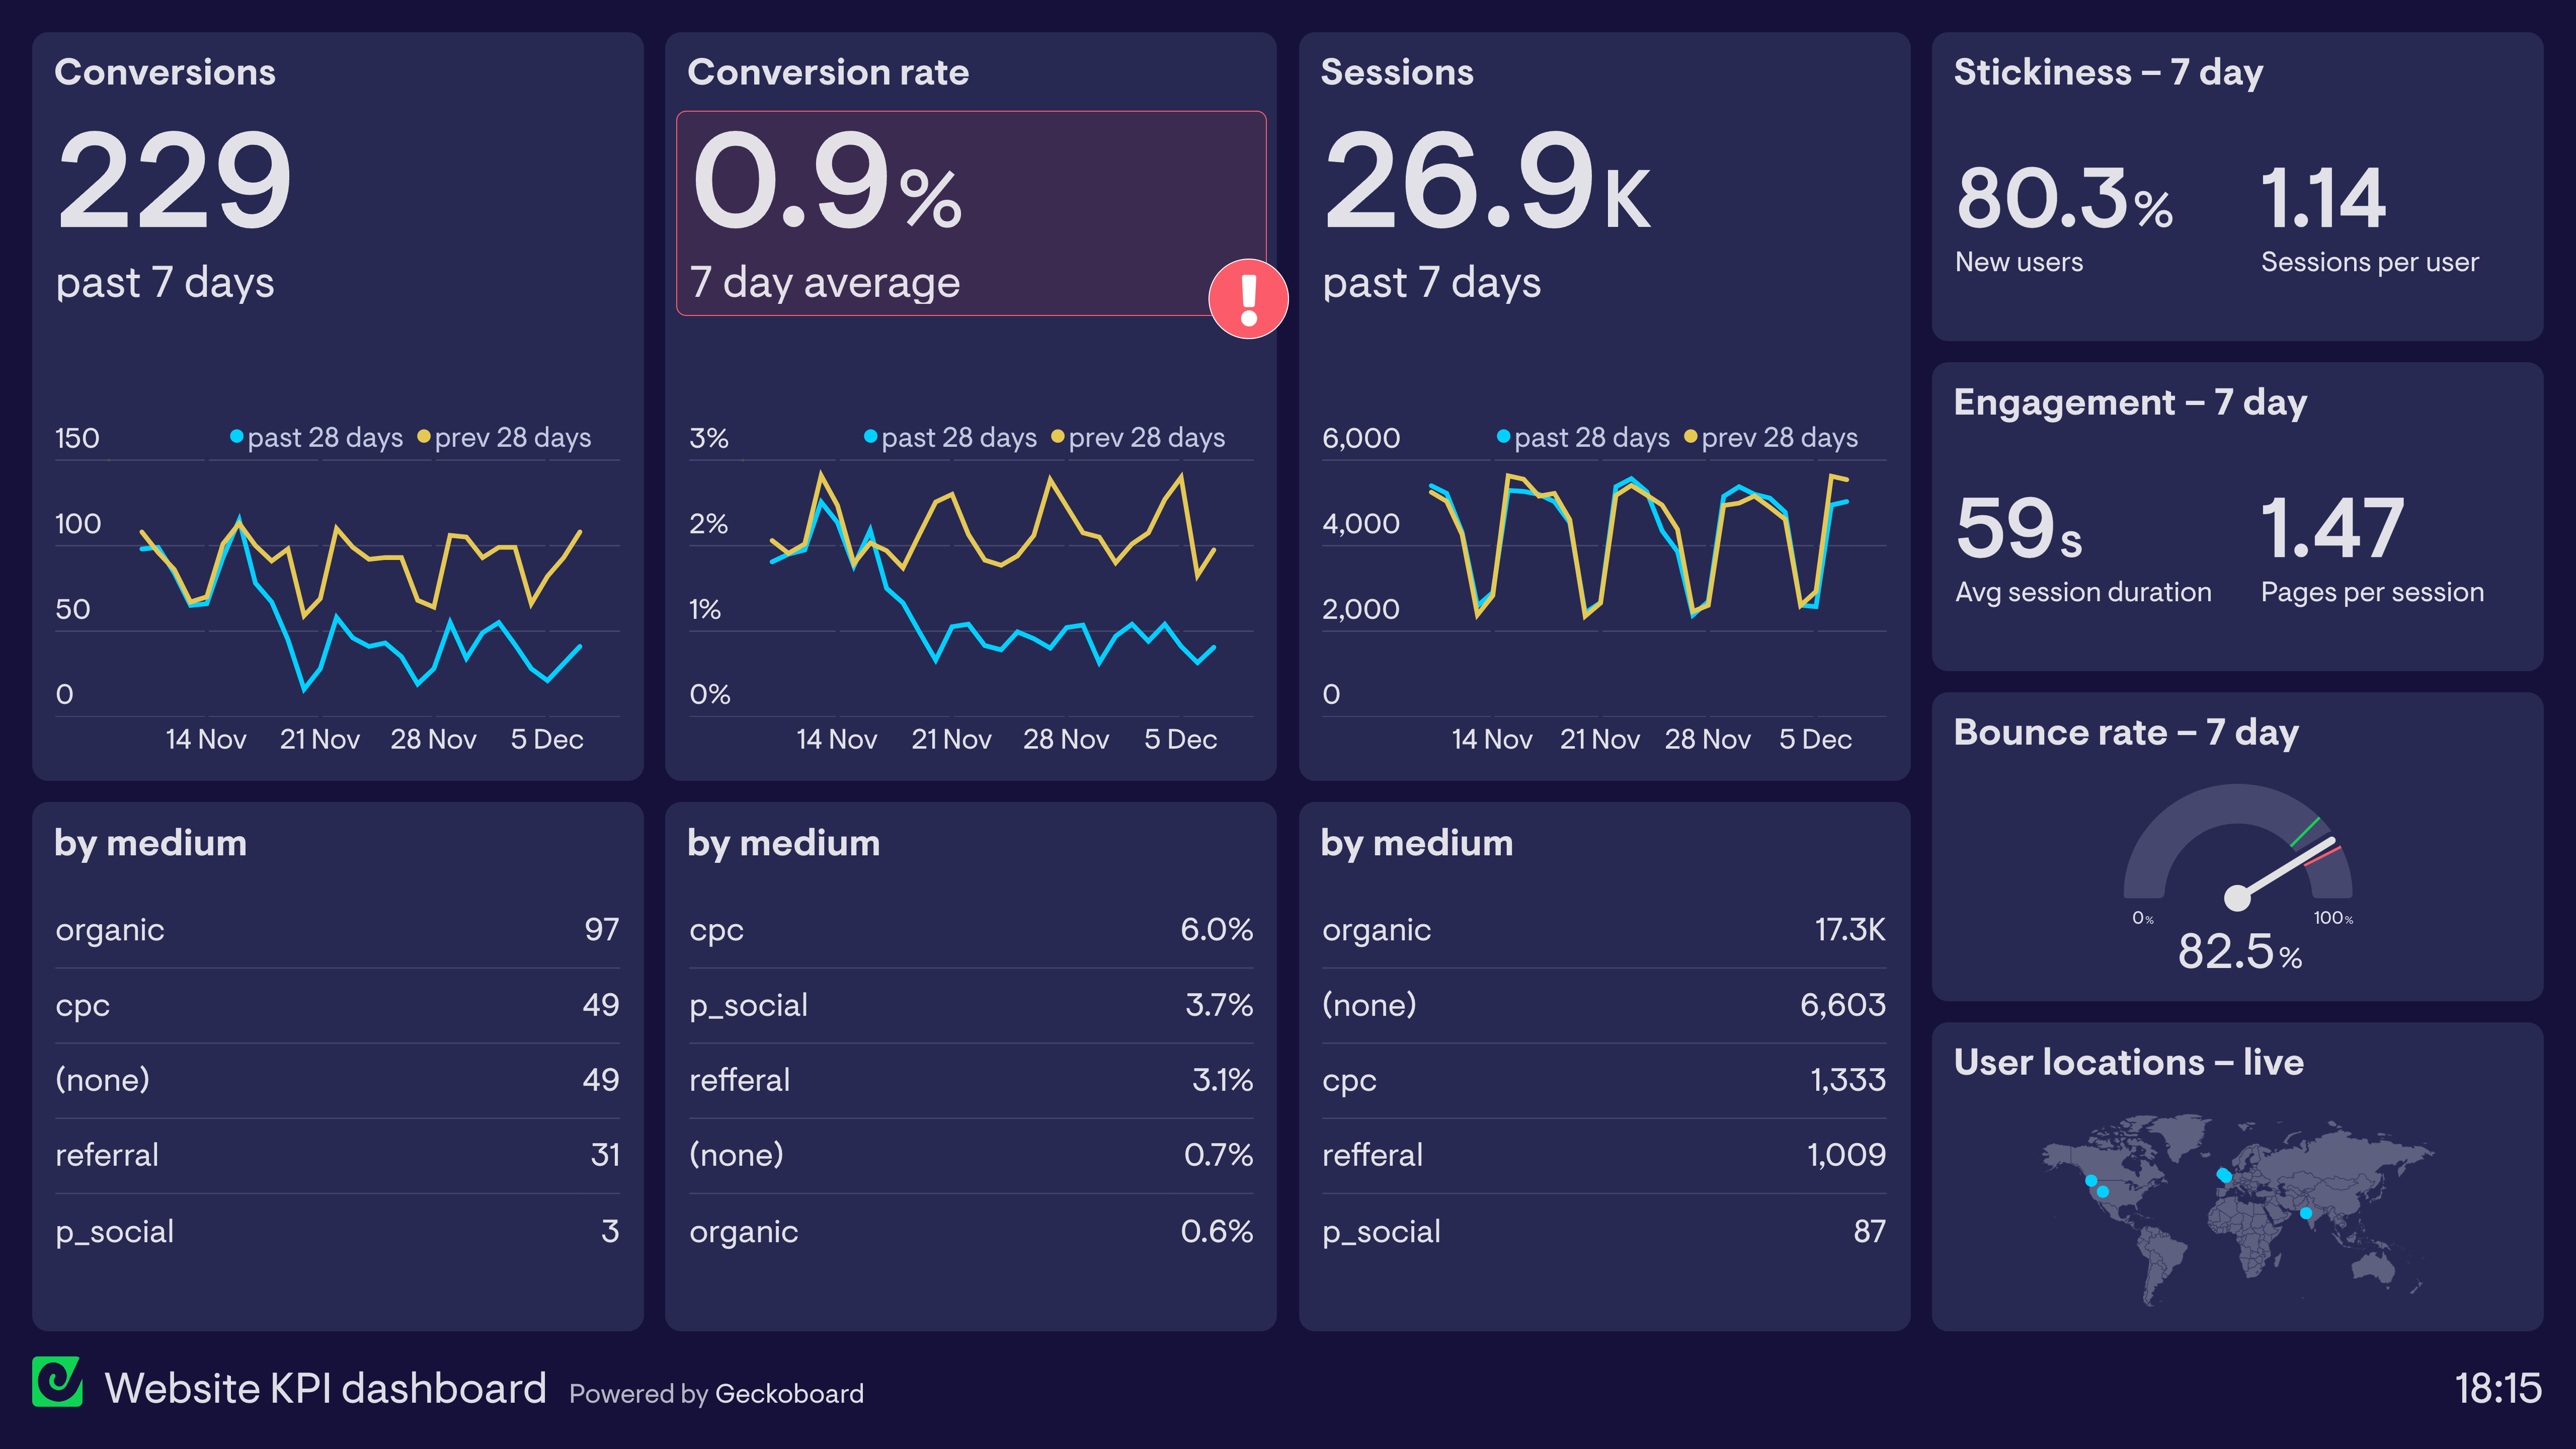 Conversions
229
past 7 days
150
past 28 days prev 28 days
100
50
0
14 Nov 21 Nov 28 Nov 5 Dec
Conversion rate
0.9%
7 day average
!
3%
past 28 days prev 28 days
2%
1%
0%
14 Nov 21 Nov 28 Nov 5 Dec
Sessions
26.9K
past 7 days
6,000
past 28 days prev 28 days
4,000
2,000
0
14 Nov 21 Nov 28 Nov 5 Dec
Stickiness – 7 day
80.3% 1.14
New users Sessions per user
Engagement – 7 day
59s 1.47
Avg session duration Pages per session
Bounce rate – 7 day
0% 100%
82.5%
by medium
organic 97
cpc 49
(none) 49
referral 31
p_social 3
by medium
cpc 6.0%
p_social 3.7%
refferal 3.1%
(none) 0.7%
organic 0.6%
by medium
organic 17.3K
(none) 6,603
cpc 1,333
refferal 1,009
p_social 87
User locations – live
Website KPI dashboard Powered by Geckoboard
18:15